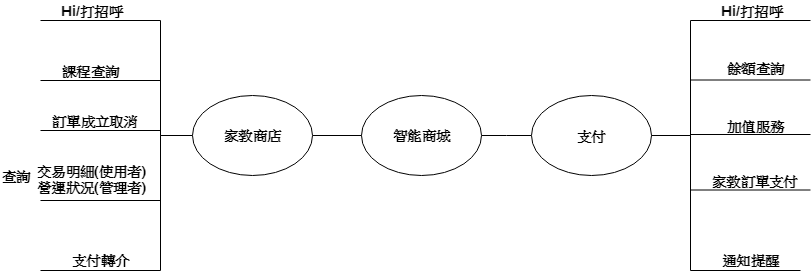 Hi/打招呼
課程查詢
訂單成立取消
查詢
交易明細(使用者)
營運狀況(管理者)
支付轉介
家教商店
智能商城
支付
Hi/打招呼
餘額查詢
加值服務
家教訂單支付
通知提醒